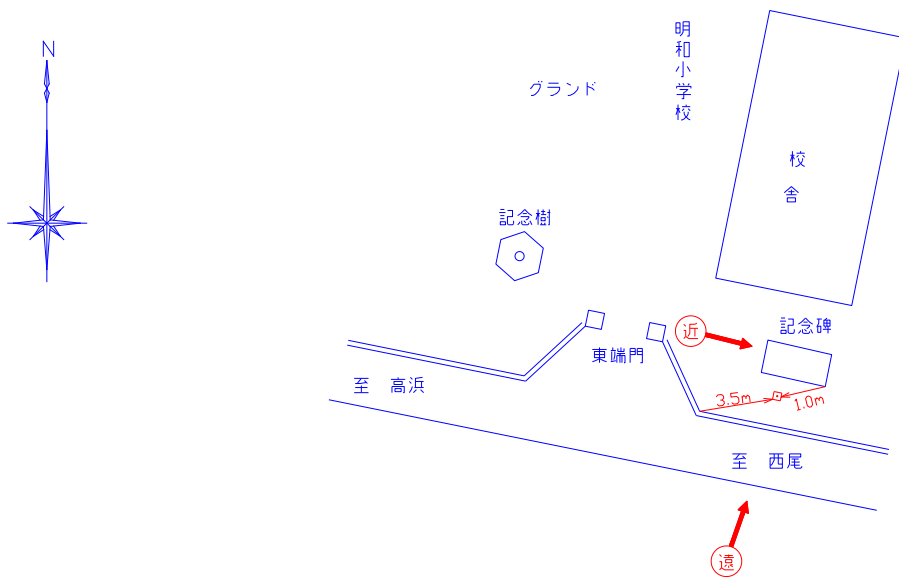 N
明和小学校
グランド
校舎
記念樹
記念碑
近
東端門
至 高浜
3.5m
1.0m
至 西尾
遠